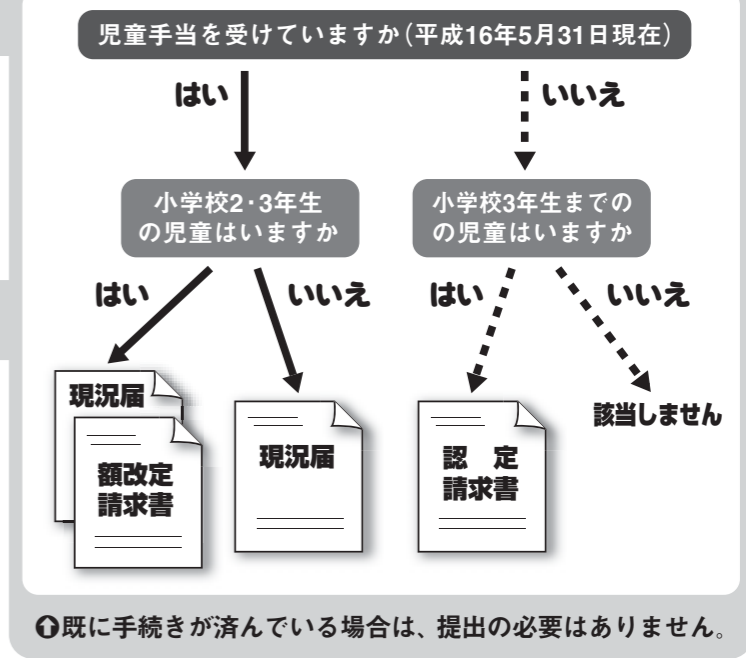 児童手当を受けていますか(平成16年5月31日現在)
はい
いいえ
小学校2・3年生
の児童はいますか
小学校3年生までの
の児童はいますか
はい
いいえ
はい
いいえ
現況届
額改定
請求書
現況届
認 定
請求書
該当しません
⬆既に手続きが済んでいる場合は、提出の必要はありません。